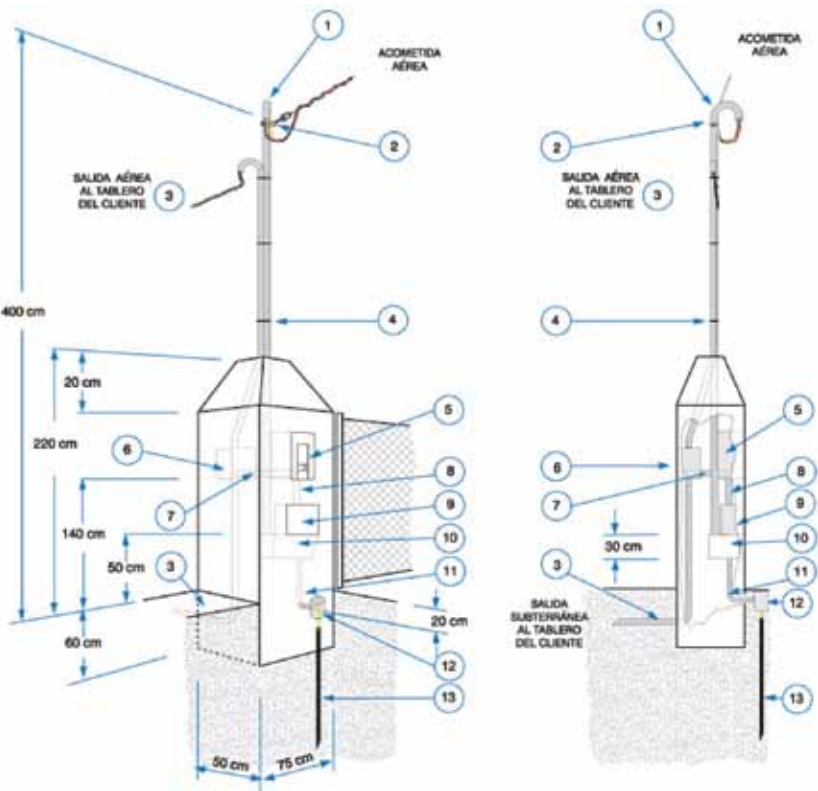 1
ACOMETIDA
AÉREA
2
SALIDA AÉREA
AL TABLERO
DEL CLIENTE
3
400 cm
4
20 cm
220 cm
5
6
8
7
9
140 cm
10
50 cm
3
11
20 cm
60 cm
12
13
50 cm
75 cm
1
ACOMETIDA
AÉREA
2
SALIDA AÉREA
AL TABLERO
DEL CLIENTE
3
4
5
6
8
7
9
10
30 cm
3
11
12
SALIDA
SUBTERRÁNEA
AL TABLERO
DEL CLIENTE
13